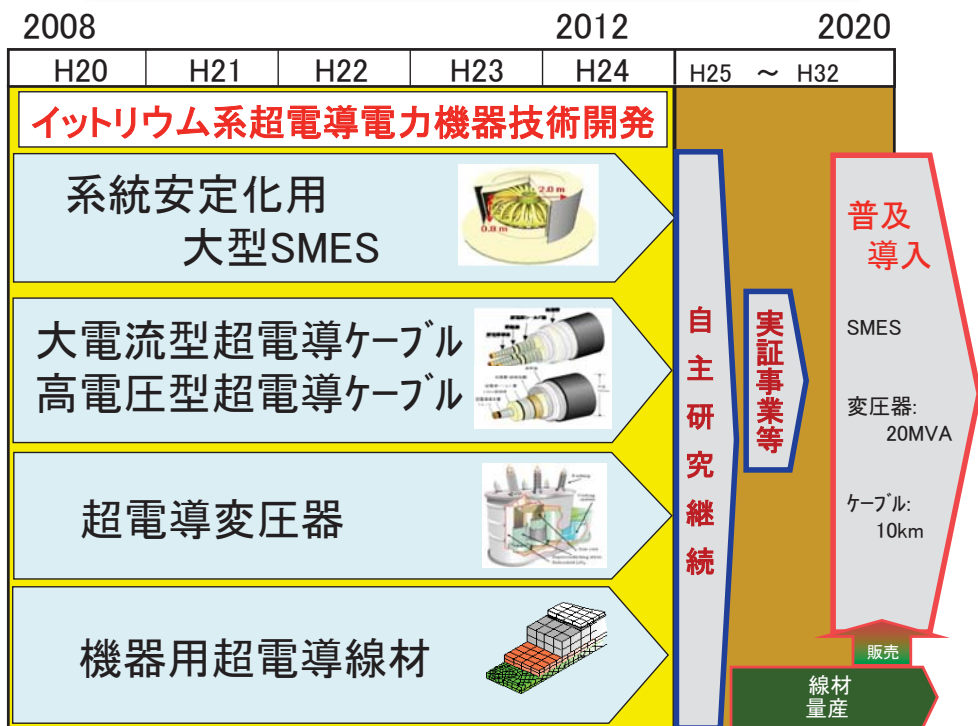 2008 2012 2020
H20 H21 H22 H23 H24 H25 ～ H32
イットリウム系超電導電力機器技術開発
系統安定化用
大型SMES
2.0 m
0.8 m
大電流型超電導ケーブル
高電圧型超電導ケーブル
超電導変圧器
機器用超電導線材
自主研究継続
実証事業等
普及
導入
SMES
変圧器:
20MVA
ケーブル:
10km
販売
線材
量産